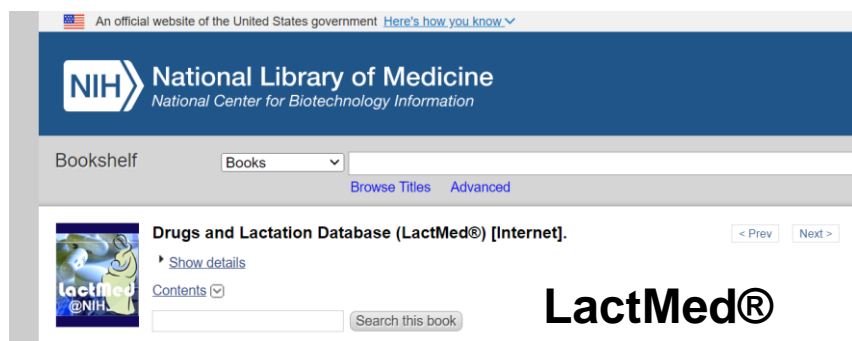 An official website of the United States government Here's how you know
NIH National Library of Medicine
National Center for Biotechnology Information
Bookshelf Books
Browse Titles Advanced
Drugs and Lactation Database (LactMed®) [Internet].
< Prev Next >
Show details
Contents
LactMed
@NIH
Search this book
LactMed®